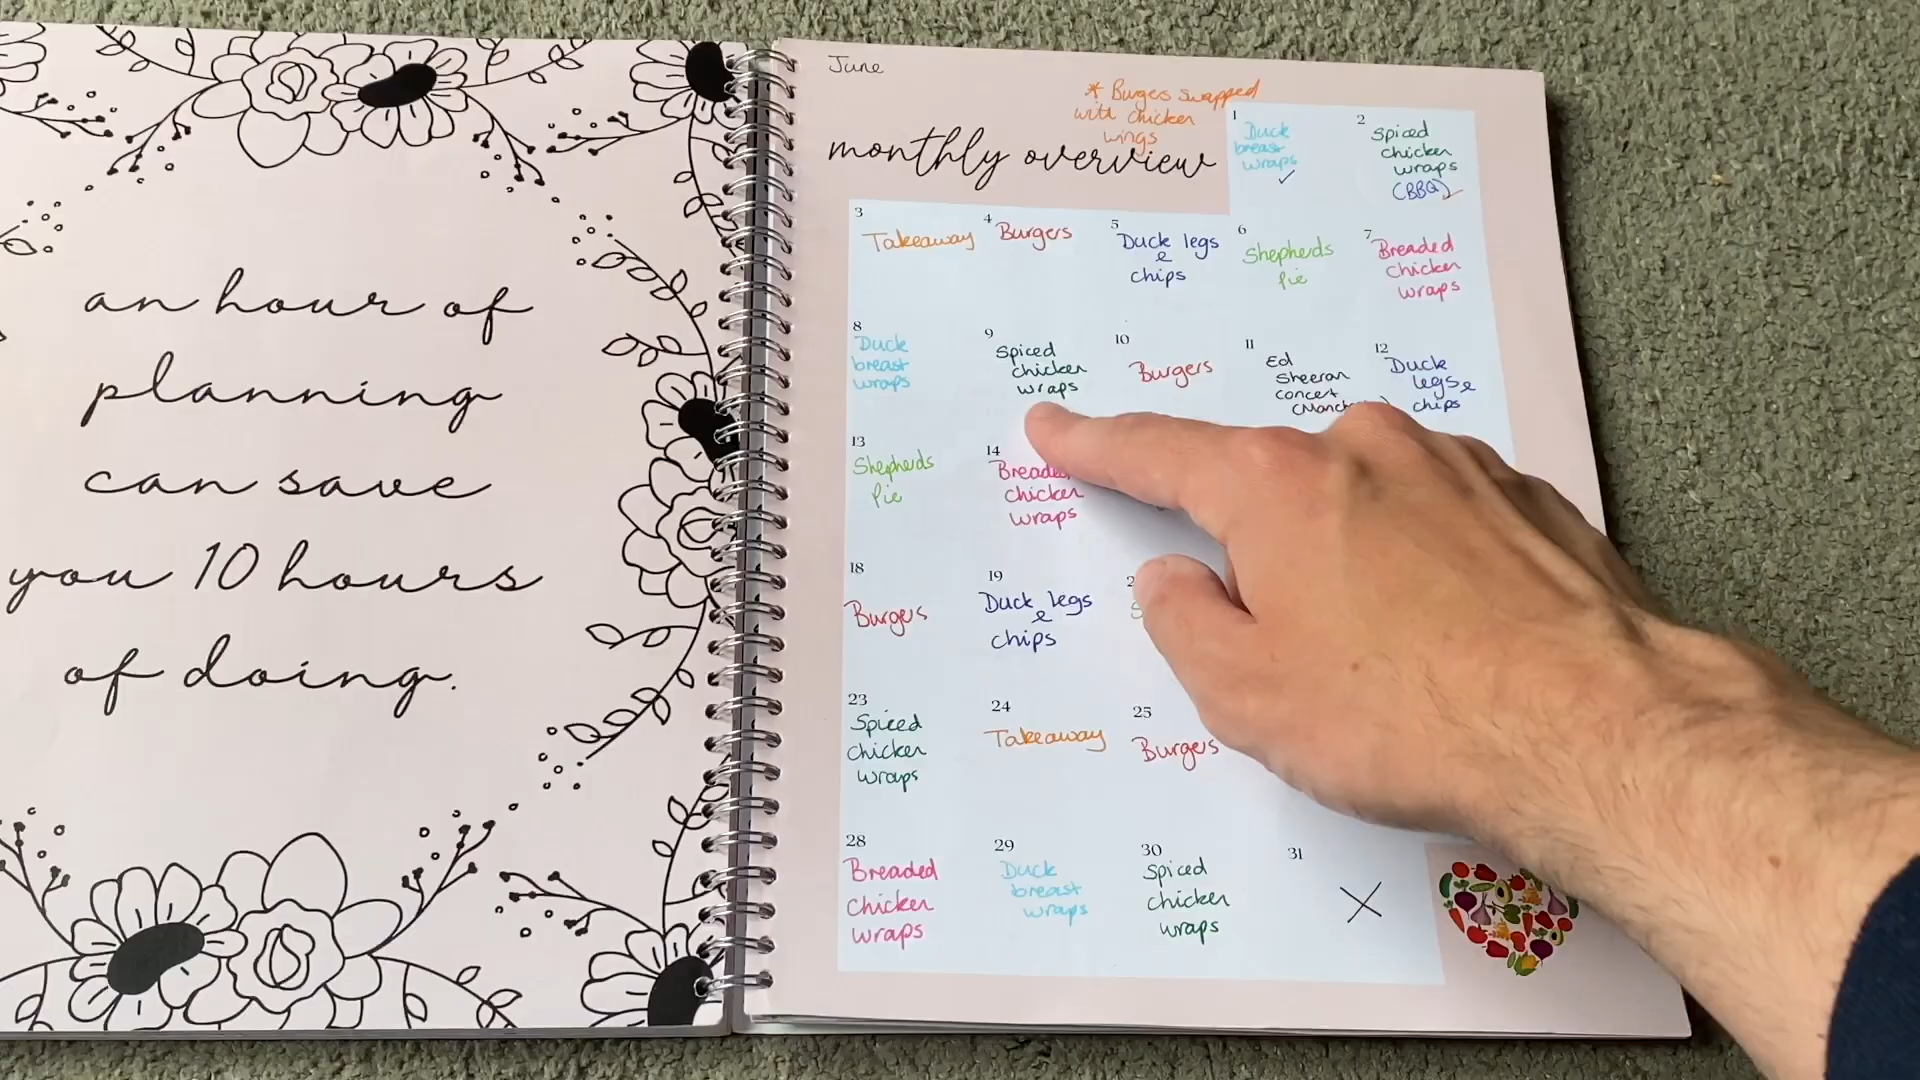 an hour of
planning
can save
you 10 hours
of doing.
June
* Burgers swapped
with chicken
wings
monthly overview
1
Duck
breast
wraps
✓
2
Spiced
chicken
wraps
(BBQ)
3
Takeaway
4
Burgers
5
Duck legs
&
chips
6
Shepherds
Pie
7
Breaded
Chicken
wraps
8
Duck
breast
wraps
9
Spiced
chicken
wraps
10
Burgers
11
Ed
Sheeran
concert
12
Duck
legs &
chips
13
Shepherds
Pie
14
Breaded
chicken
wraps
18
Burgers
19
Duck legs
&
chips
23
Spiced
chicken
wraps
24
Takeaway
25
Burgers
28
Breaded
chicken
wraps
29
Duck
breast
wraps
30
Spiced
chicken
wraps
31
X